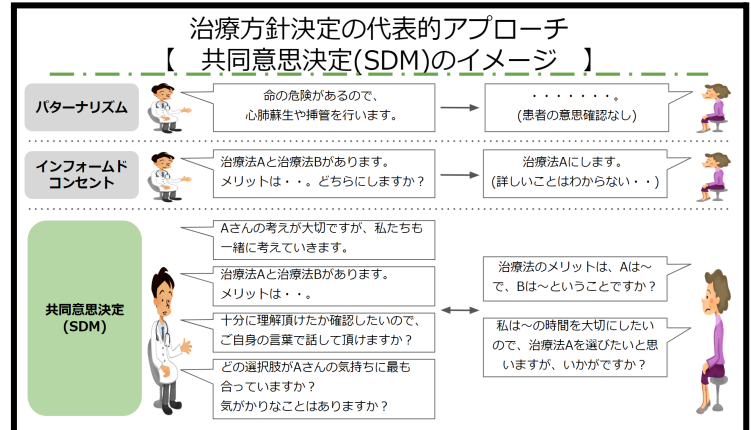 治療方針決定の代表的アプローチ
【　共同意思決定(SDM)のイメージ　】
パターナリズム
命の危険があるので、
心肺蘇生や挿管を行います。
・・・・・・・。
(患者の意思確認なし)
インフォームド
コンセント
治療法Aと治療法Bがあります。
メリットは・・。どちらにしますか？
治療法Aにします。
(詳しいことはわからない・・)
共同意思決定
(SDM)
Aさんの考えが大切ですが、私たちも
一緒に考えていきます。
治療法Aと治療法Bがあります。
メリットは・・。
十分に理解頂けたか確認したいので、
ご自身の言葉で話して頂けますか？
どの選択肢がAさんの気持ちに最も
合っていますか？
気がかりなことはありますか？
治療法のメリットは、Aは～
で、Bは～ということですか？
私は～の時間を大切にしたい
ので、治療法Aを選びたいと思
いますが、いかがですか？